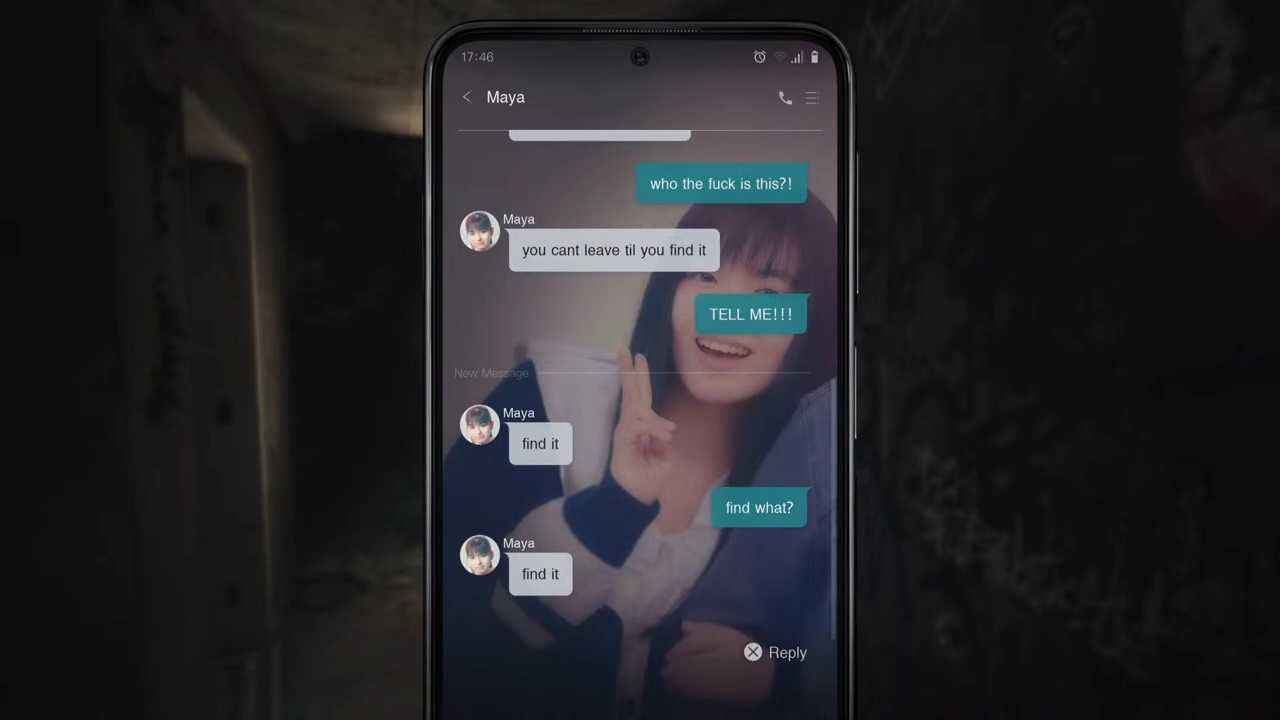 17:46
Maya
who the fuck is this?!
Maya
you cant leave til you find it
TELL ME!!!
New Message
Maya
find it
find what?
Maya
find it
Reply